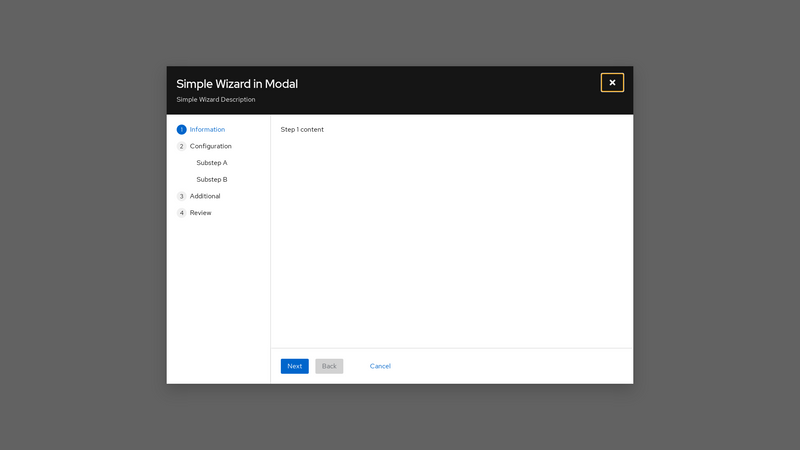 Simple Wizard in Modal
Simple Wizard Description
1 Information
2 Configuration
Substep A
Substep B
3 Additional
4 Review
Step 1 content
Next
Back
Cancel